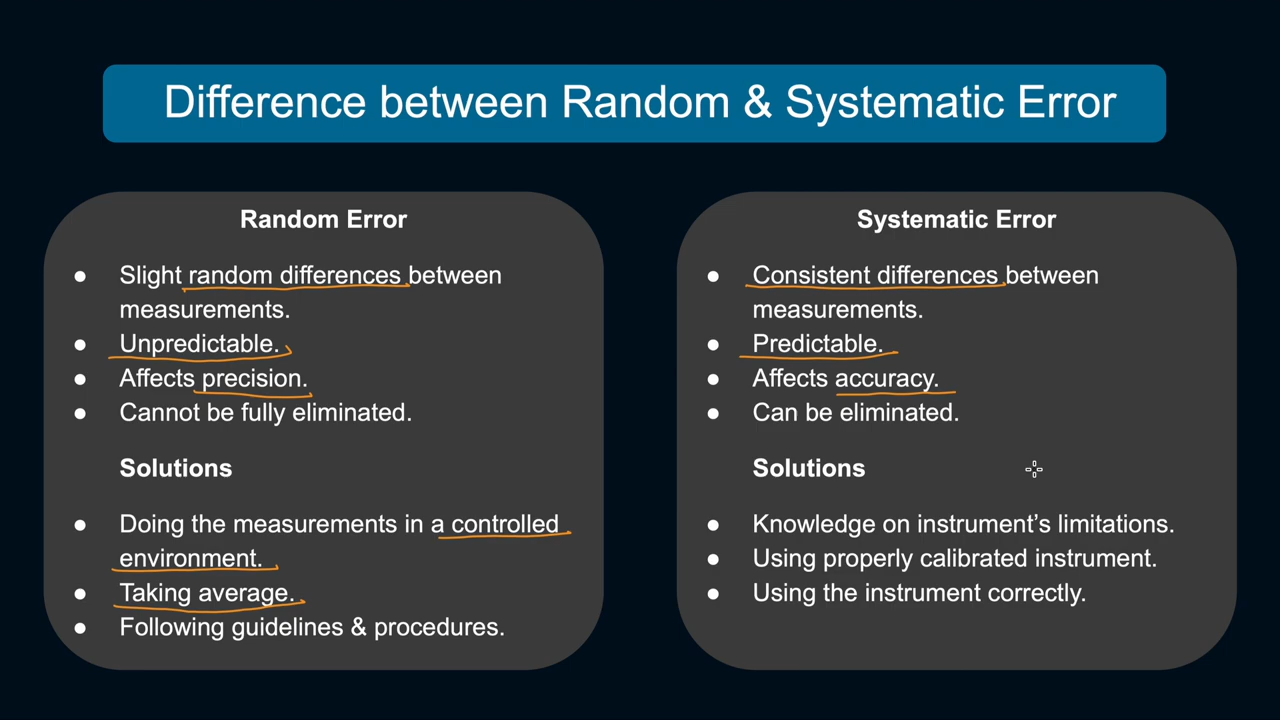 Difference between Random & Systematic Error
Random Error
● Slight random differences between
measurements.
● Unpredictable.
● Affects precision.
● Cannot be fully eliminated.
Solutions
● Doing the measurements in a controlled
environment.
● Taking average.
● Following guidelines & procedures.
Systematic Error
● Consistent differences between
measurements.
● Predictable.
● Affects accuracy.
● Can be eliminated.
Solutions
● Knowledge on instrument’s limitations.
● Using properly calibrated instrument.
● Using the instrument correctly.